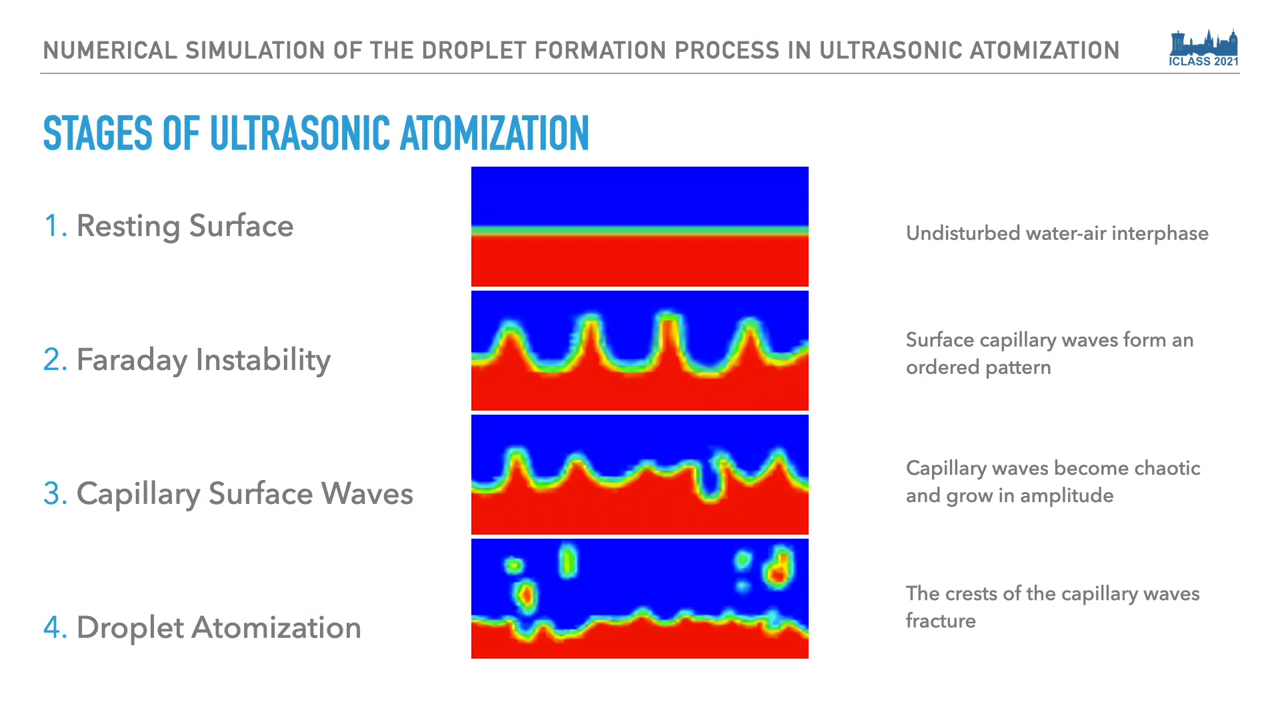 NUMERICAL SIMULATION OF THE DROPLET FORMATION PROCESS IN ULTRASONIC ATOMIZATION
ICLASS 2021
STAGES OF ULTRASONIC ATOMIZATION
1. Resting Surface
Undisturbed water-air interphase
2. Faraday Instability
Surface capillary waves form an
ordered pattern
3. Capillary Surface Waves
Capillary waves become chaotic
and grow in amplitude
4. Droplet Atomization
The crests of the capillary waves
fracture